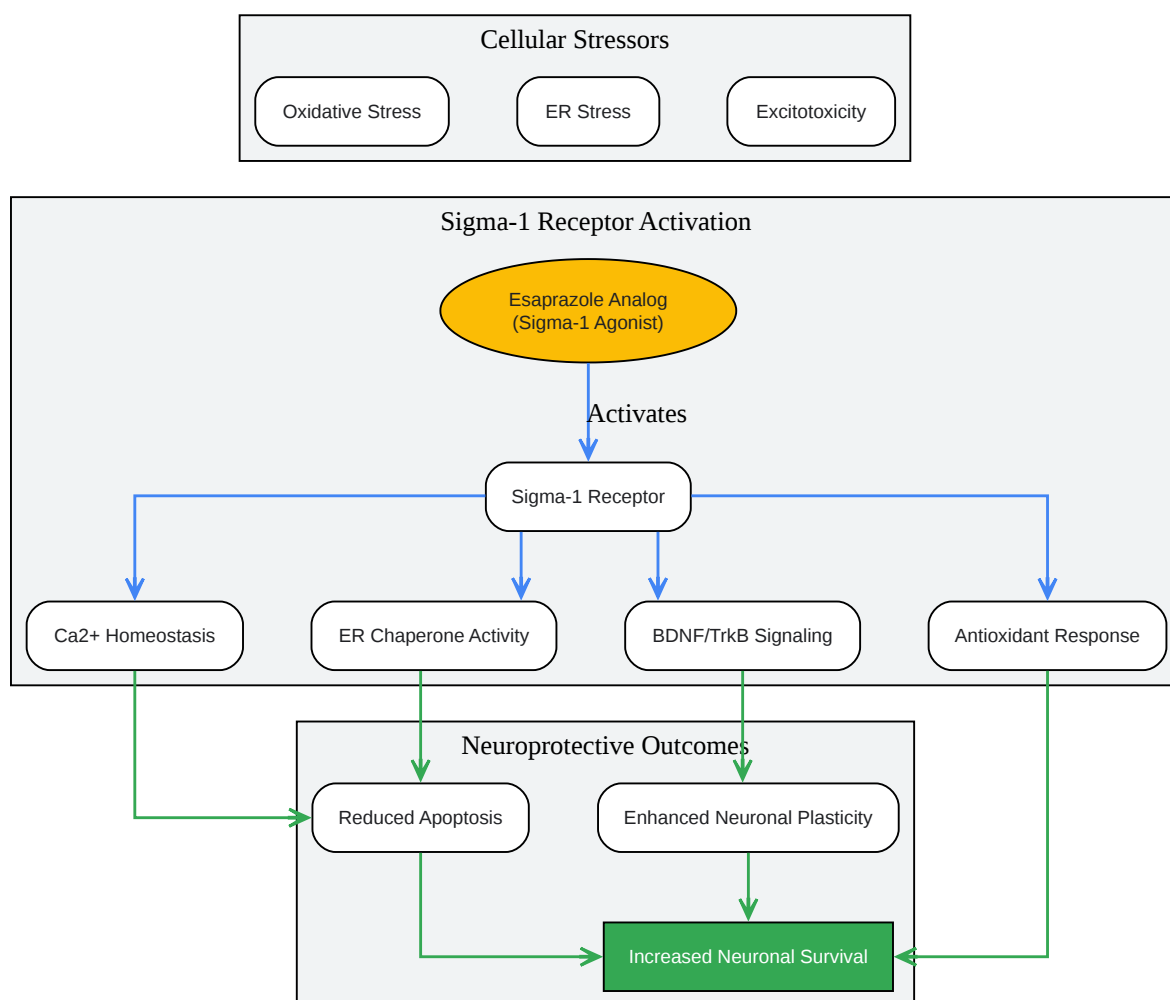 Cellular Stressors
Oxidative Stress
ER Stress
Excitotoxicity
Sigma-1 Receptor Activation
Esaprazole Analog
(Sigma-1 Agonist)
Activates
Sigma-1 Receptor
Ca2+ Homeostasis
ER Chaperone Activity
BDNF/TrkB Signaling
Antioxidant Response
Neuroprotective Outcomes
Reduced Apoptosis
Enhanced Neuronal Plasticity
Increased Neuronal Survival